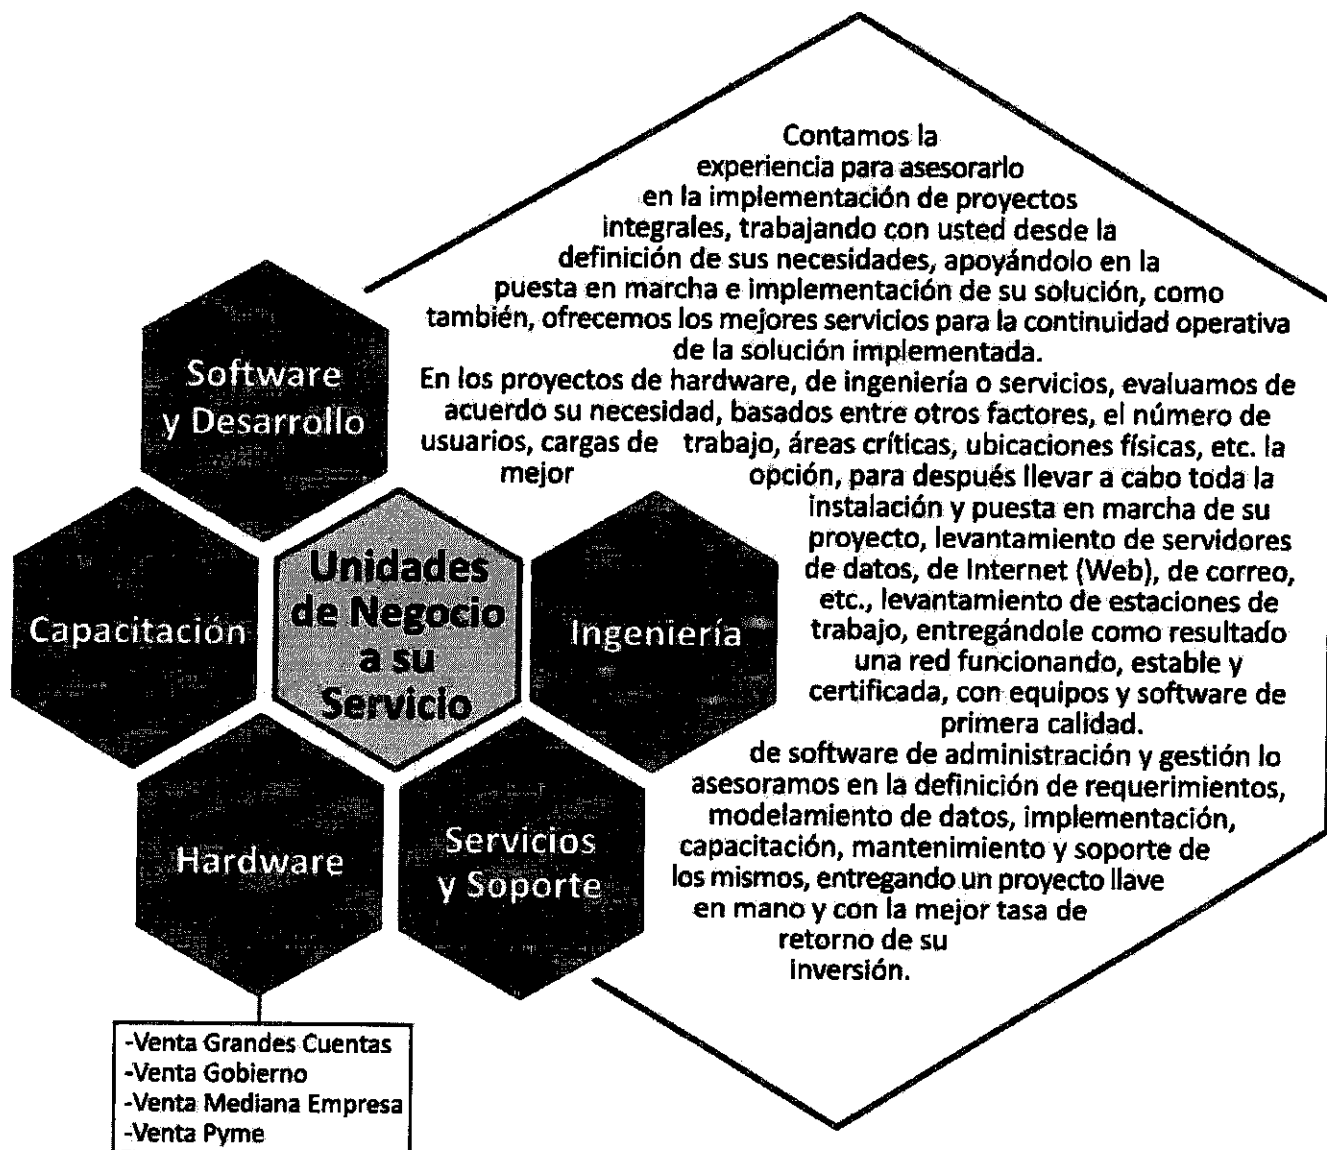 Contamos la
experiencia para asesorarlo
en la implementación de proyectos
integrales, trabajando con usted desde la
definición de sus necesidades, apoyándolo en la
puesta en marcha e implementación de su solución, como
también, ofrecemos los mejores servicios para la continuidad operativa
de la solución implementada.
En los proyectos de hardware, de ingeniería o servicios, evaluamos de
acuerdo su necesidad, basados entre otros factores, el número de
usuarios, cargas de trabajo, áreas críticas, ubicaciones físicas, etc. la
mejor opción, para después llevar a cabo toda la
instalación y puesta en marcha de su
proyecto, levantamiento de servidores
de datos, de Internet (Web), de correo,
etc., levantamiento de estaciones de
trabajo, entregándole como resultado
una red funcionando, estable y
certificada, con equipos y software de
primera calidad.
de software de administración y gestión lo
asesoramos en la definición de requerimientos,
modelamiento de datos, implementación,
capacitación, mantenimiento y soporte de
los mismos, entregando un proyecto llave
en mano y con la mejor tasa de
retorno de su
inversión.
Software
y Desarrollo
Capacitación
Unidades
de Negocio
a su
Servicio
Ingeniería
Hardware
Servicios
y Soporte
-Venta Grandes Cuentas
-Venta Gobierno
-Venta Mediana Empresa
-Venta Pyme